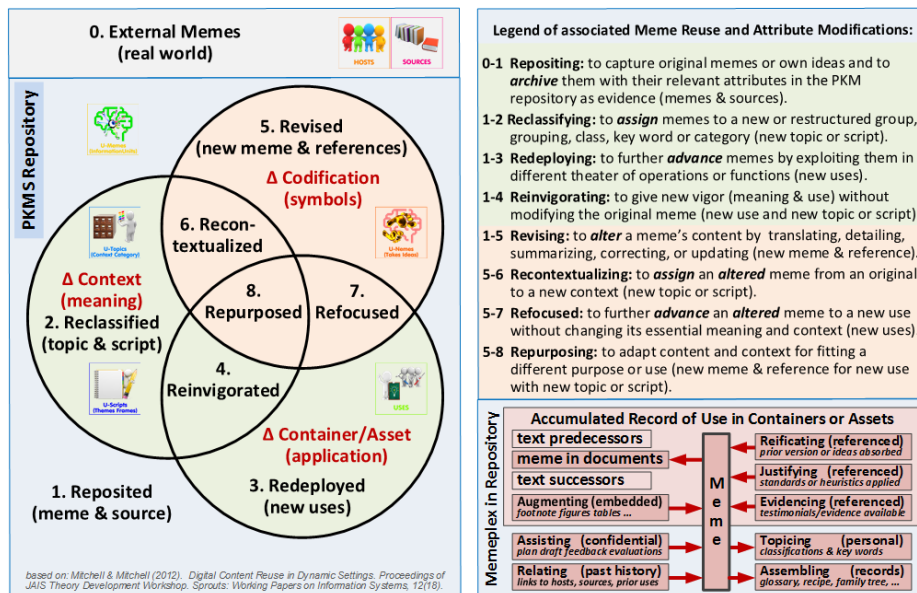 0. External Memes
(real world)
HOSTS
SOURCES
PKMS Repository
U-Memes
(InformationUnits)
5. Revised
(new meme & references)
Δ Codification
(symbols)
6. Recon-
textualized
U-Topics
(Context Category)
U-Nemes
(Takes Ideas)
Δ Context
(meaning)
2. Reclassified
(topic & script)
8.
Repurposed
7.
Refocused
4.
Reinvigorated
U-Scripts
(Themes Frames)
USES
Δ Container/Asset
(application)
3. Redeployed
(new uses)
1. Reposited
(meme & source)
based on: Mitchell & Mitchell (2012). Digital Content Reuse in Dynamic Settings. Proceedings of
JAIS Theory Development Workshop. Sprouts: Working Papers on Information Systems, 12(18).
Legend of associated Meme Reuse and Attribute Modifications:
0-1 Repositing: to capture original memes or own ideas and to
archive them with their relevant attributes in the PKM
repository as evidence (memes & sources).
1-2 Reclassifying: to assign memes to a new or restructured group,
grouping, class, key word or category (new topic or script).
1-3 Redeploying: to further advance memes by exploiting them in
different theater of operations or functions (new uses).
1-4 Reinvigorating: to give new vigor (meaning & use) without
modifying the original meme (new use and new topic or script)
1-5 Revising: to alter a meme's content by translating, detailing,
summarizing, correcting, or updating (new meme & reference).
5-6 Recontextualizing: to assign an altered meme from an original
to a new context (new topic or script).
5-7 Refocused: to further advance an altered meme to a new use
without changing its essential meaning and context (new uses)
5-8 Repurposing: to adapt content and context for fitting a
different purpose or use (new meme & reference for new use
with new topic or script).
Memeplex in Repository
Accumulated Record of Use in Containers or Assets
text predecessors
meme in documents
text successors
Augmenting (embedded)
footnote figures tables ...
Assisting (confidential)
plan draft feedback evaluations
Relating (past history)
links to hosts, sources, prior uses
Meme
Reificating (referenced)
prior version or ideas absorbed
Justifying (referenced)
standards or heuristics applied
Evidencing (referenced)
testimonials/evidence available
Topicing (personal)
classifications & key words
Assembling (records)
glossary, recipe, family tree, ...